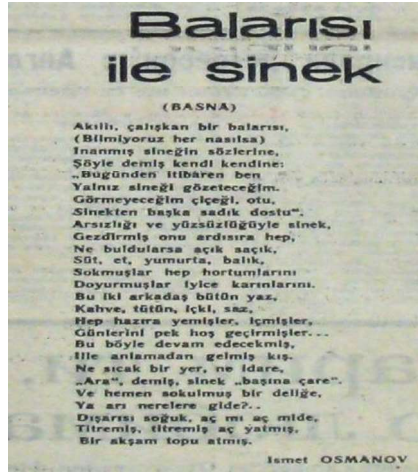 Balarısı
ile sinek
(BASNA)
Akıllı, çalışkan bir balarısı,
(Bilmiyoruz her nasılsa)
İnanmış sineğin sözlerine,
Şöyle demiş kendi kendine:
„Bugünden itibaren ben
Yalnız sineği gözeteceğim.
Görmeyeceğim çiçeği, otu,
Sinekten başka sadık dostu“.
Arsızlığı ve yüzsüzlüğüyle sinek,
Gezdirmiş onu ardısıra hep,
Ne buldularsa açık saçık,
Süt, et, yumurta, balık,
Sokmuşlar hep hortumlarını
Doyurmuşlar iyice karınlarını.
Bu iki arkadaş bütün yaz,
Kahve, tütün, içki, saz,
Hep hazıra yemişler, içmişler,
Günlerini pek hoş geçirmişler...
Bu böyle devam edecekmiş,
İlle anlamadan gelmiş kış.
Ne sıcak bir yer, ne idare,
„Ara“, demiş, sinek „başına çare“.
Ve hemen sokulmuş bir deliğe,
Ya arı nerelere gide?..
Dışarısı soğuk, aç mı aç mide,
Titremiş, titremiş aç yatmış,
Bir akşam topu atmış.
İsmet OSMANOV